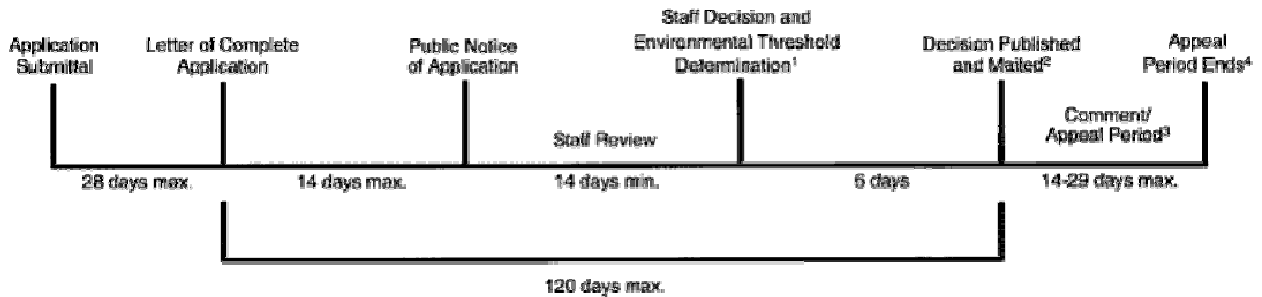 Application
Submittal
Letter of Complete
Application
Public Notice
of Application
Staff Decision and
Environmental Threshold
Determination¹
Decision Published
and Mailed²
Appeal
Period Ends⁴
Staff Review
Comment/
Appeal Period³
28 days max.
14 days max.
14 days min.
6 days
14-29 days max.
120 days max.